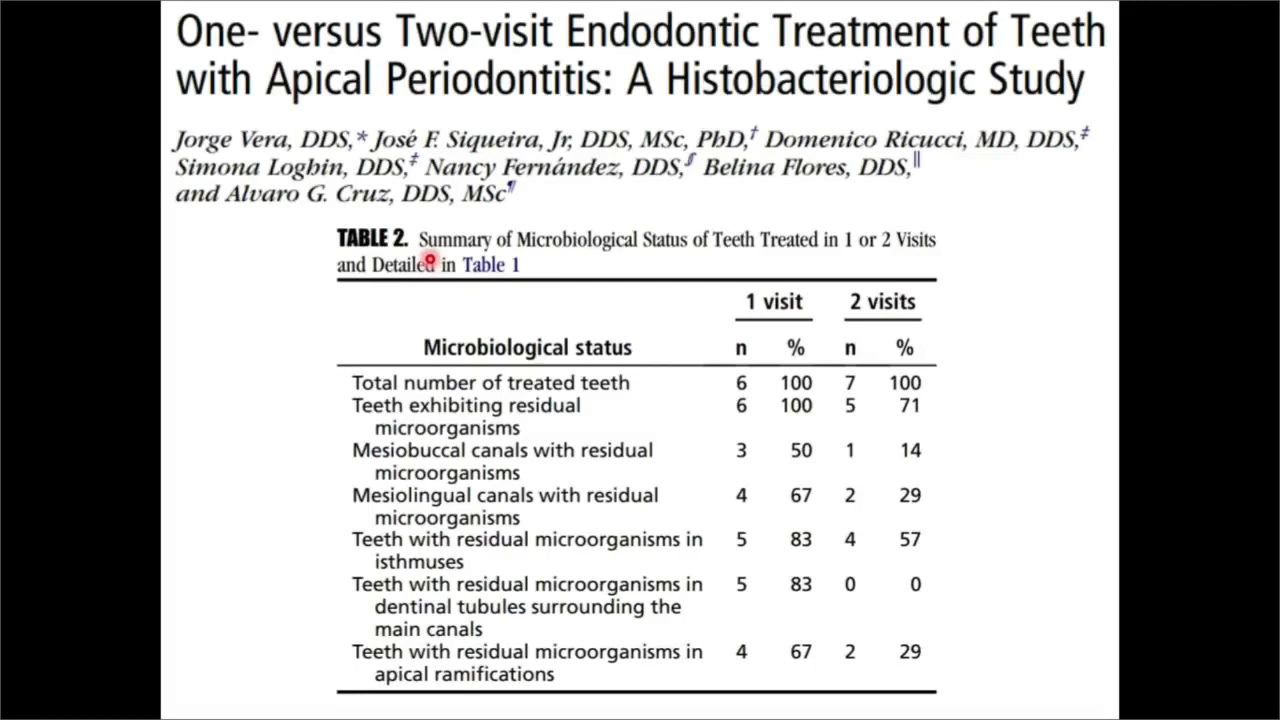 One- versus Two-visit Endodontic Treatment of Teeth
with Apical Periodontitis: A Histobacteriologic Study
Jorge Vera, DDS,* José F. Siqueira, Jr, DDS, MSc, PhD,† Domenico Ricucci, MD, DDS,‡
Simona Loghin, DDS,‡ Nancy Fernández, DDS,§ Belina Flores, DDS,||
and Alvaro G. Cruz, DDS, MSc¶
TABLE 2. Summary of Microbiological Status of Teeth Treated in 1 or 2 Visits
and Detailed in Table 1
1 visit 2 visits
Microbiological status n % n %
Total number of treated teeth 6 100 7 100
Teeth exhibiting residual 6 100 5 71
microorganisms
Mesiobuccal canals with residual 3 50 1 14
microorganisms
Mesiolingual canals with residual 4 67 2 29
microorganisms
Teeth with residual microorganisms in 5 83 4 57
isthmuses
Teeth with residual microorganisms in 5 83 0 0
dentinal tubules surrounding the
main canals
Teeth with residual microorganisms in 4 67 2 29
apical ramifications